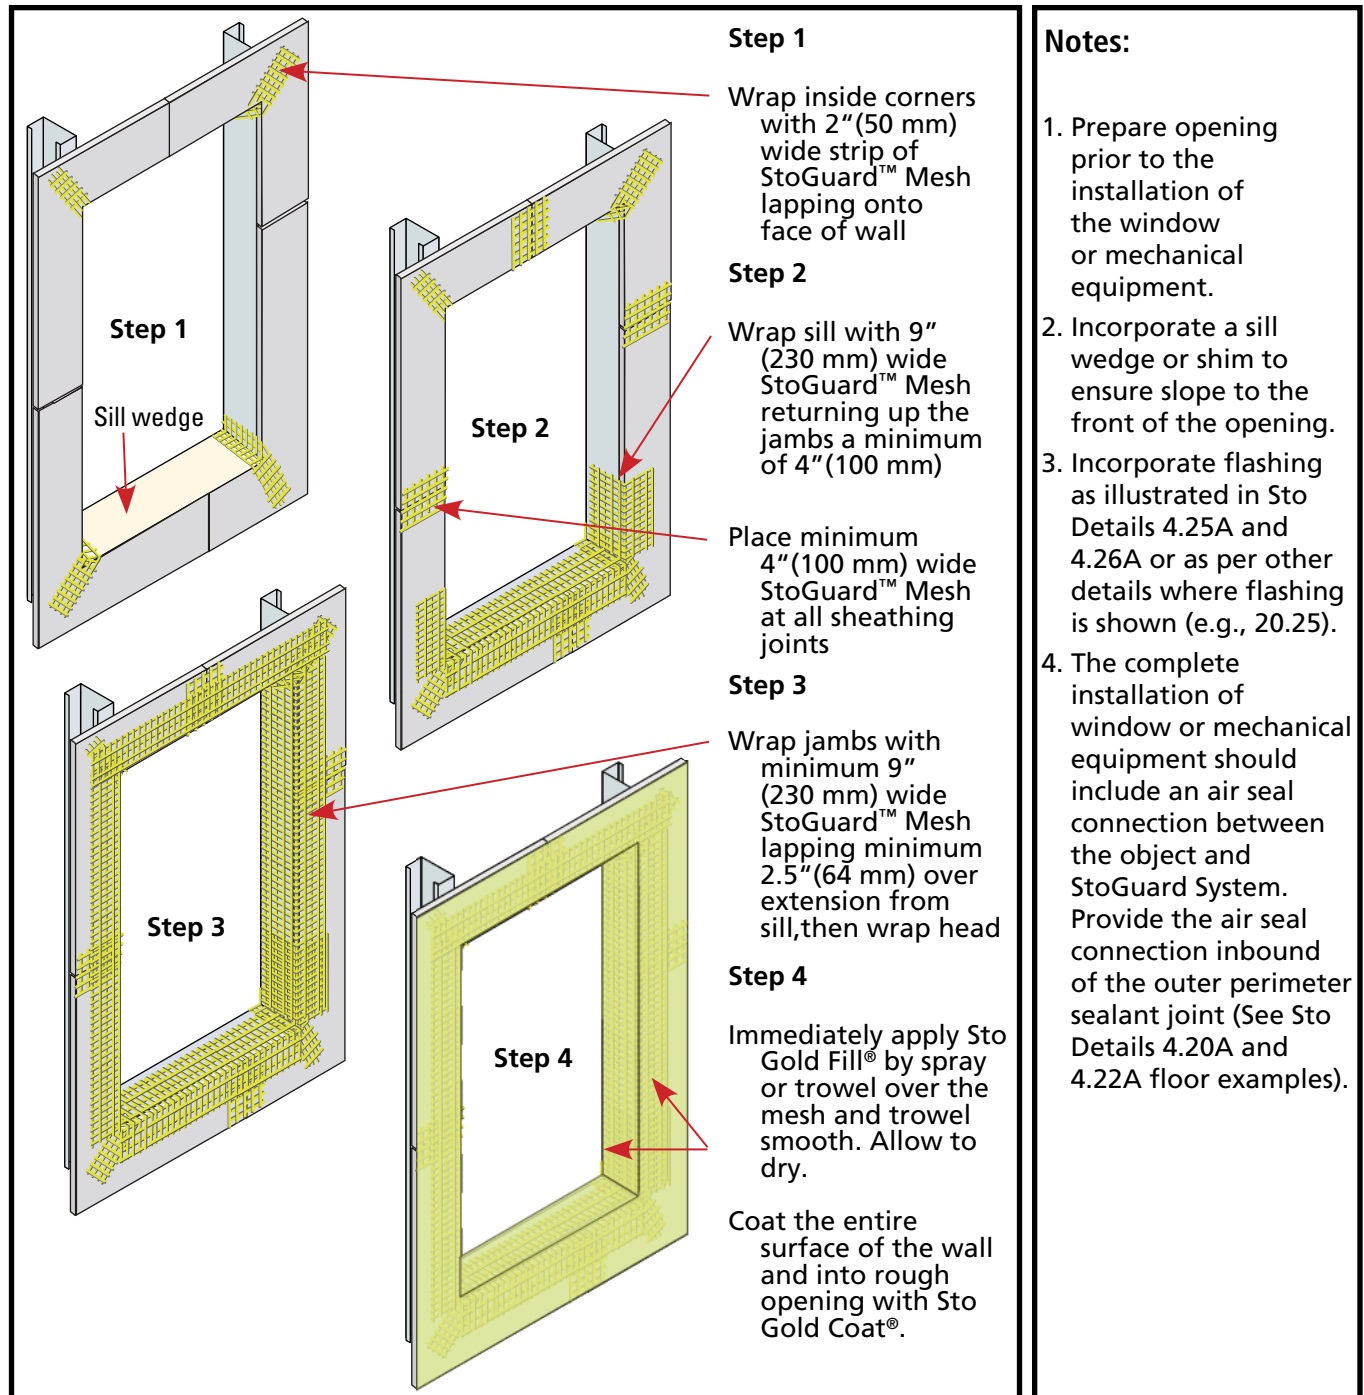 Step 1
Wrap inside corners
with 2"(50 mm)
wide strip of
StoGuard™ Mesh
lapping onto
face of wall
Step 2
Wrap sill with 9"
(230 mm) wide
StoGuard™ Mesh
returning up the
jambs a minimum
of 4"(100 mm)
Place minimum
4"(100 mm) wide
StoGuard™ Mesh
at all sheathing
joints
Step 3
Wrap jambs with
minimum 9"
(230 mm) wide
StoGuard™ Mesh
lapping minimum
2.5"(64 mm) over
extension from
sill,then wrap head
Step 4
Immediately apply Sto
Gold Fill® by spray
or trowel over the
mesh and trowel
smooth. Allow to
dry.
Coat the entire
surface of the wall
and into rough
opening with Sto
Gold Coat®.
Step 1
Sill wedge
Step 2
Step 3
Step 4
Notes:
1. Prepare opening
prior to the
installation of
the window
or mechanical
equipment.
2. Incorporate a sill
wedge or shim to
ensure slope to the
front of the opening.
3. Incorporate flashing
as illustrated in Sto
Details 4.25A and
4.26A or as per other
details where flashing
is shown (e.g., 20.25).
4. The complete
installation of
window or mechanical
equipment should
include an air seal
connection between
the object and
StoGuard System.
Provide the air seal
connection inbound
of the outer perimeter
sealant joint (See Sto
Details 4.20A and
4.22A floor examples).